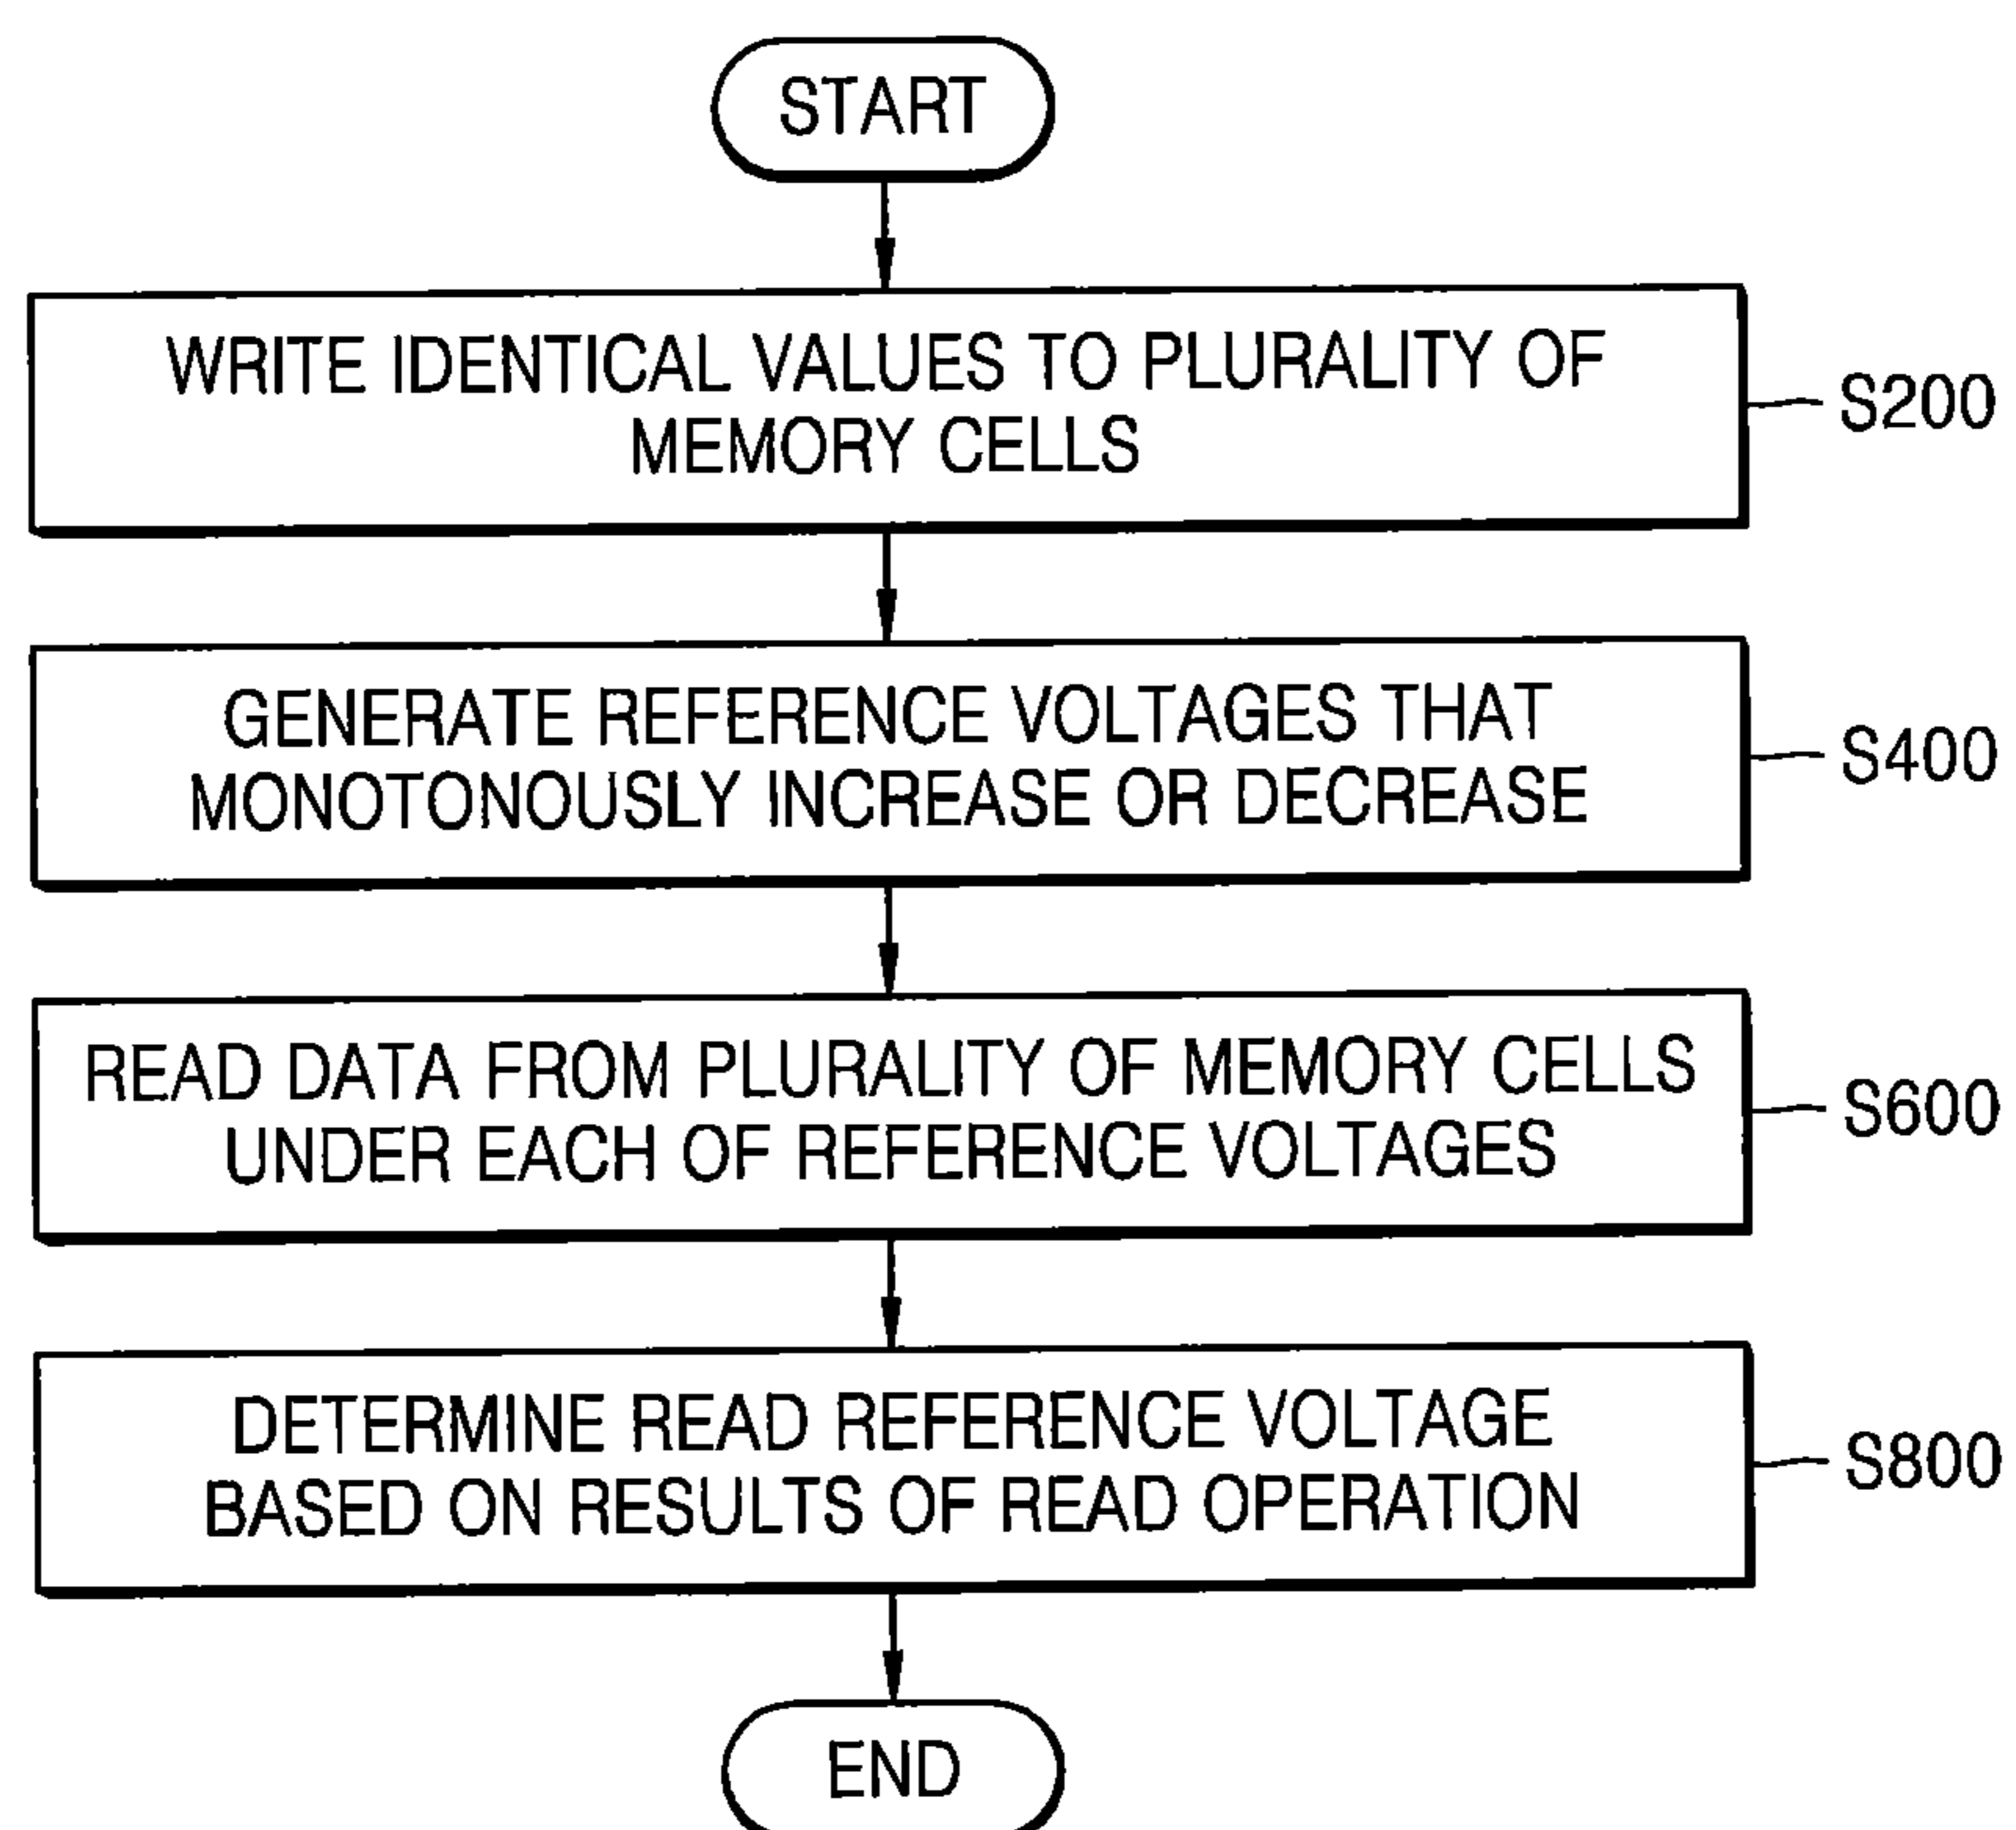 START
WRITE IDENTICAL VALUES TO PLURALITY OF
MEMORY CELLS
S200
GENERATE REFERENCE VOLTAGES THAT
MONOTONOUSLY INCREASE OR DECREASE
S400
READ DATA FROM PLURALITY OF MEMORY CELLS
UNDER EACH OF REFERENCE VOLTAGES
S600
DETERMINE READ REFERENCE VOLTAGE
BASED ON RESULTS OF READ OPERATION
S800
END